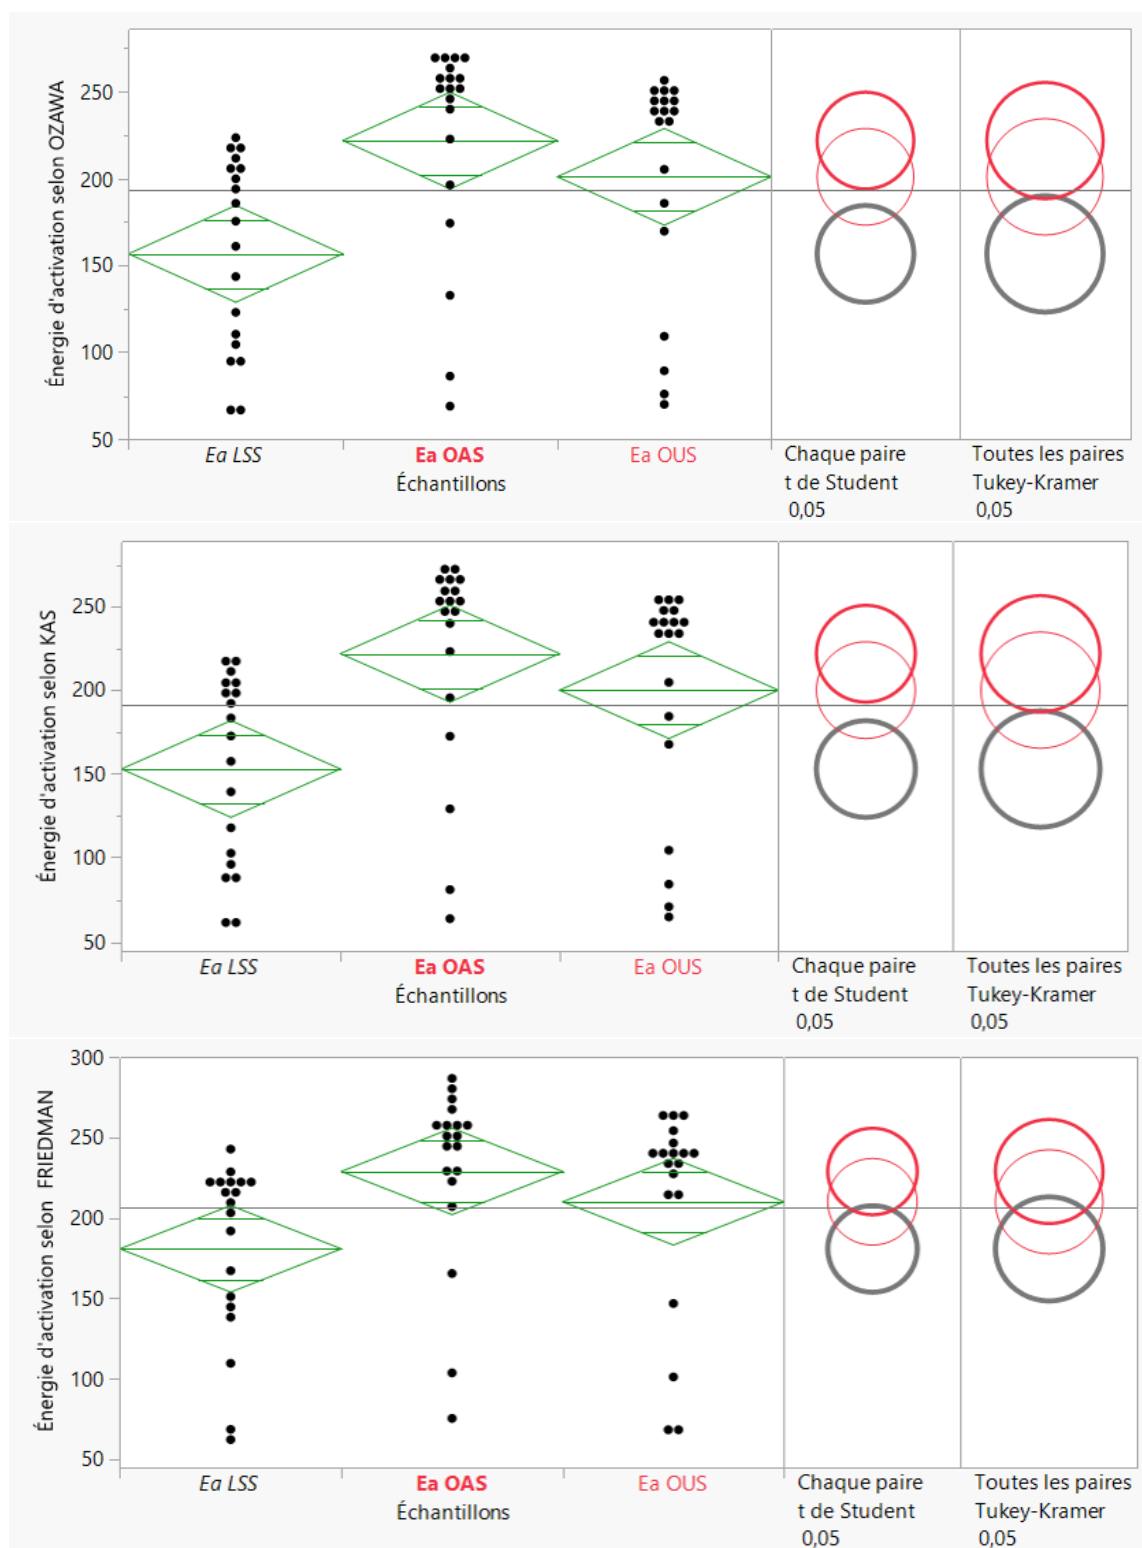 Énergie d'activation selon OZAWA
250
200
150
100
50
Ea LSS
Ea OAS
Ea OUS
Échantillons
Chaque paire
t de Student
0,05
Toutes les paires
Tukey-Kramer
0,05
Énergie d'activation selon KAS
250
200
150
100
50
Ea LSS
Ea OAS
Ea OUS
Échantillons
Chaque paire
t de Student
0,05
Toutes les paires
Tukey-Kramer
0,05
Énergie d'activation selon FRIEDMAN
300
250
200
150
100
50
Ea LSS
Ea OAS
Ea OUS
Échantillons
Chaque paire
t de Student
0,05
Toutes les paires
Tukey-Kramer
0,05